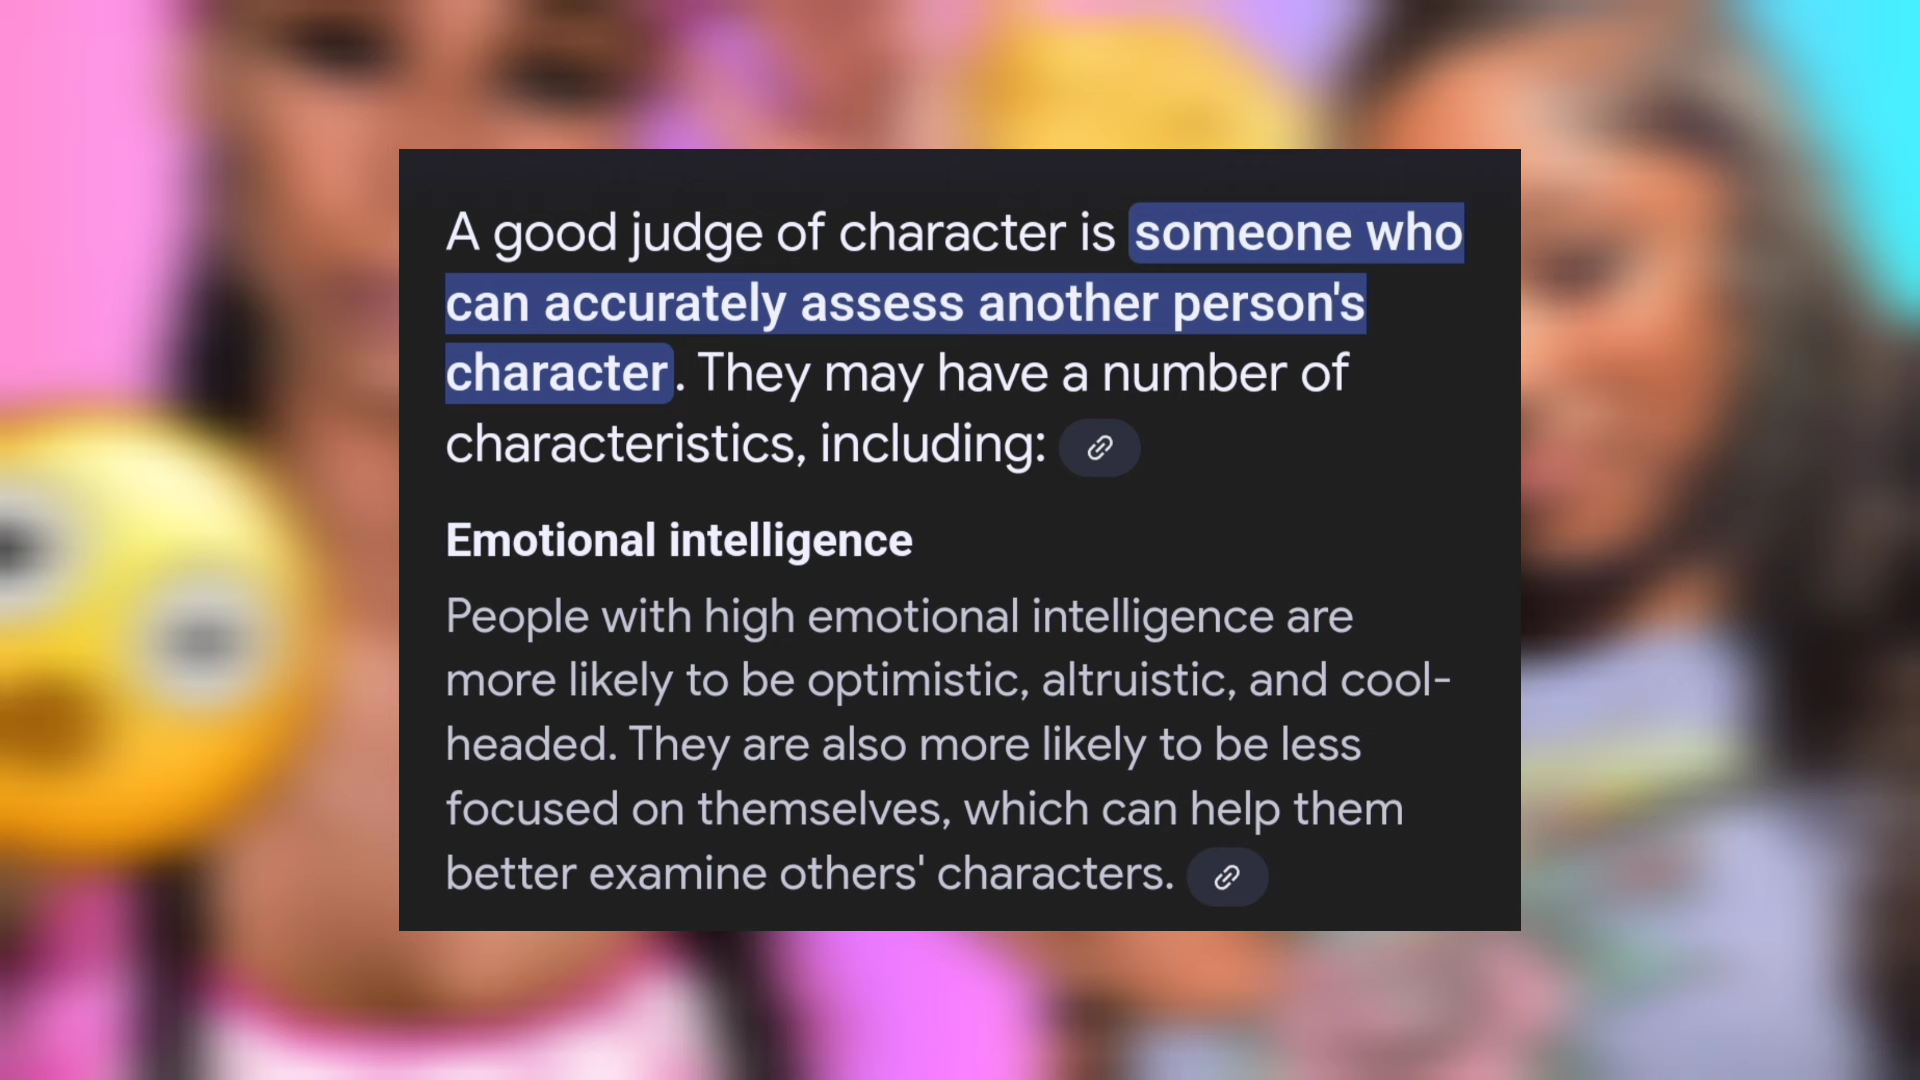 A good judge of character is someone who
can accurately assess another person's
character. They may have a number of
characteristics, including:
Emotional intelligence
People with high emotional intelligence are
more likely to be optimistic, altruistic, and cool-
headed. They are also more likely to be less
focused on themselves, which can help them
better examine others' characters.